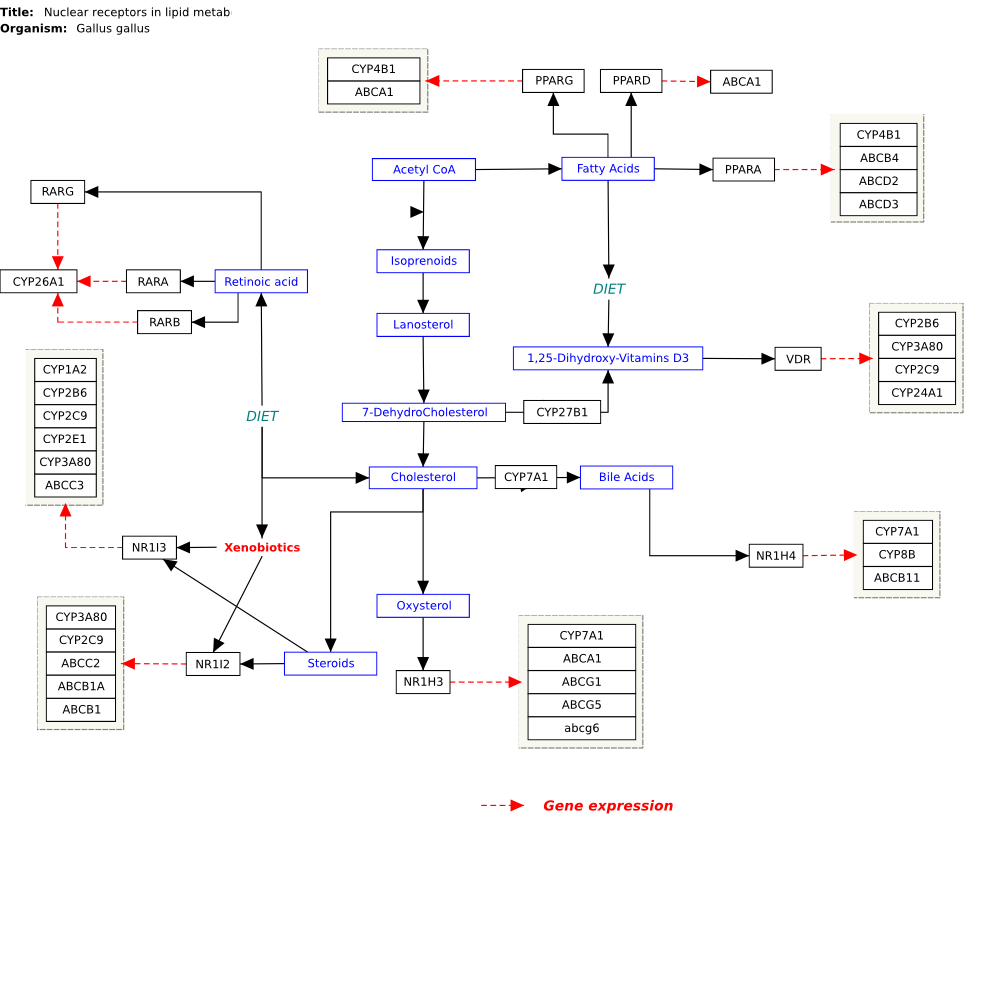 Title: Nuclear receptors in lipid metab
Organism: Gallus gallus
CYP4B1
ABCA1
PPARG
PPARD
ABCA1
CYP4B1
ABCB4
ABCD2
ABCD3
Acetyl CoA
Fatty Acids
PPARA
RARG
Isoprenoids
CYP26A1
RARA
Retinoic acid
DIET
RARB
Lanosterol
CYP2B6
CYP3A80
CYP2C9
CYP24A1
1,25-Dihydroxy-Vitamins D3
VDR
CYP1A2
CYP2B6
CYP2C9
CYP2E1
CYP3A80
ABCC3
DIET
7-DehydroCholesterol
CYP27B1
Cholesterol
CYP7A1
Bile Acids
NR1I3
Xenobiotics
NR1H4
CYP7A1
CYP8B
ABCB11
CYP3A80
CYP2C9
ABCC2
ABCB1A
ABCB1
Oxysterol
NR1I2
Steroids
NR1H3
CYP7A1
ABCA1
ABCG1
ABCG5
abcg6
Gene expression